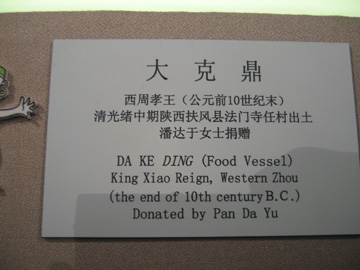 大克鼎
西周孝王（公元前10世纪末）
清光绪中期陕西扶风县法门寺任村出土
潘达于女士捐赠
DA KE DING (Food Vessel)
King Xiao Reign, Western Zhou
(the end of 10th century B.C.)
Donated by Pan Da Yu